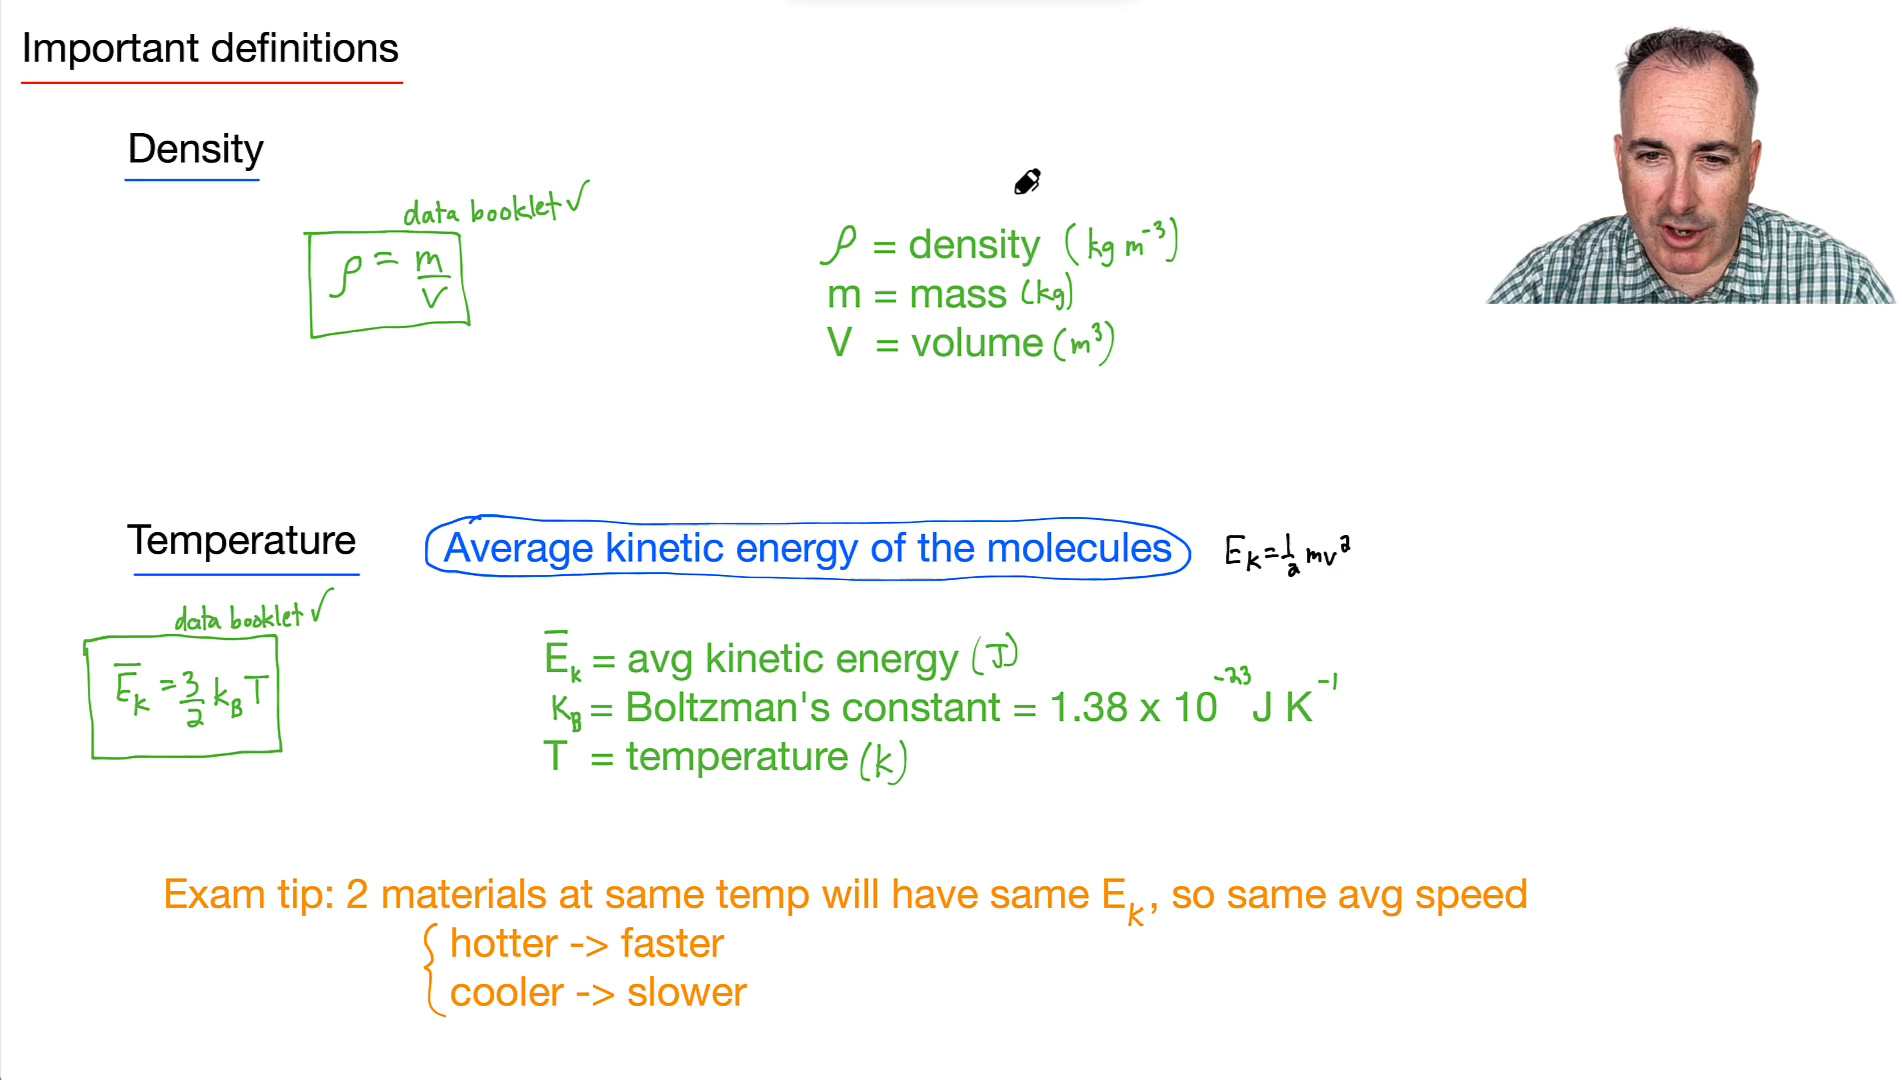 Important definitions
Density
data booklet ✓
ρ = m/V
ρ = density (kg m⁻³)
m = mass (kg)
V = volume (m³)
Temperature
Average kinetic energy of the molecules
Eₖ = ½ mv²
data booklet ✓
E̅ₖ = 3/2 k_B T
E̅ₖ = avg kinetic energy (J)
k_B = Boltzman's constant = 1.38 x 10⁻²³ J K⁻¹
T = temperature (K)
Exam tip: 2 materials at same temp will have same Eₖ, so same avg speed
hotter -> faster
cooler -> slower